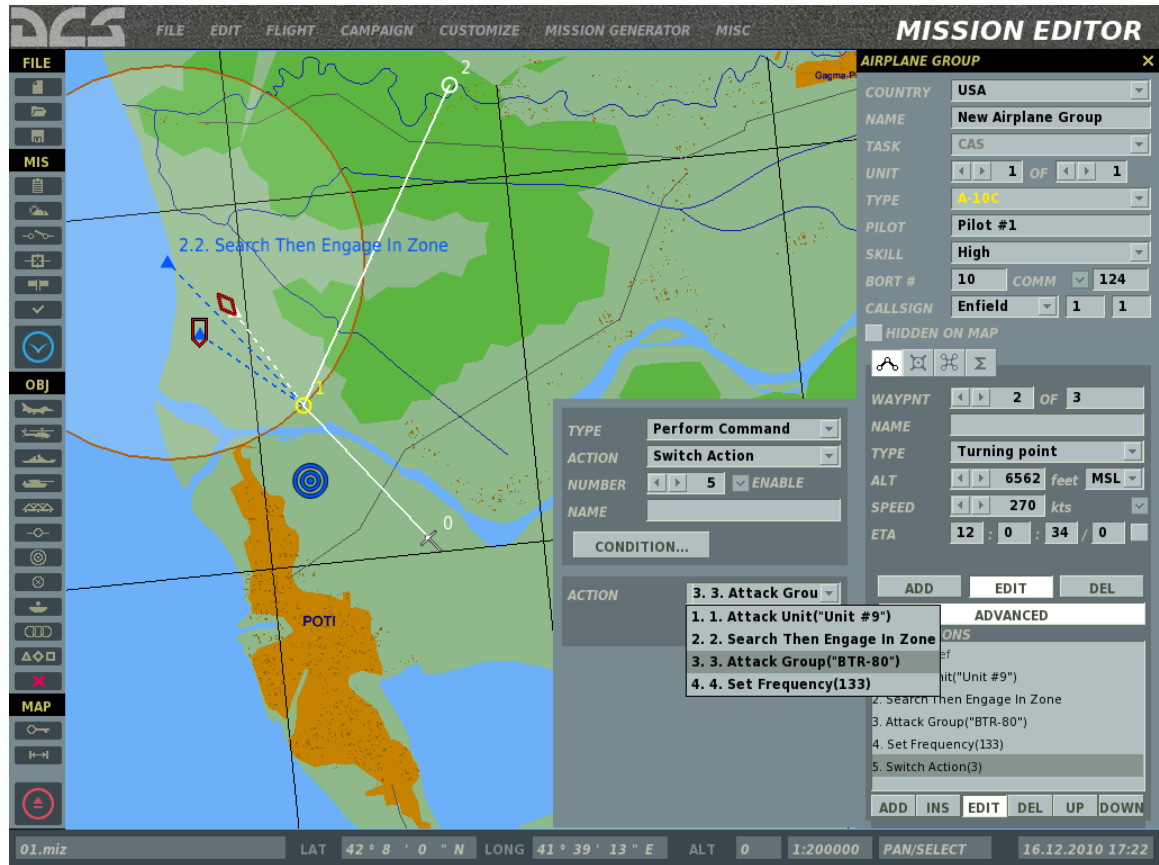 DCS
FILE EDIT FLIGHT CAMPAIGN CUSTOMIZE MISSION GENERATOR MISC
MISSION EDITOR
FILE
MIS
OBJ
MAP
2
Gagma-P
2.2. Search Then Engage In Zone
1
0
POTI
TYPE Perform Command
ACTION Switch Action
NUMBER 5 ENABLE
NAME
CONDITION...
ACTION 3. 3. Attack Grou
1. 1. Attack Unit("Unit #9")
2. 2. Search Then Engage In Zone
3. 3. Attack Group("BTR-80")
4. 4. Set Frequency(133)
AIRPLANE GROUP
COUNTRY USA
NAME New Airplane Group
TASK CAS
UNIT 1 OF 1
TYPE A-10C
PILOT Pilot #1
SKILL High
BORT # 10 COMM 124
CALLSIGN Enfield 1 1
HIDDEN ON MAP
WAYPNT 2 OF 3
NAME
TYPE Turning point
ALT 6562 feet MSL
SPEED 270 kts
ETA 12 : 0 : 34 / 0
ADD EDIT DEL
ADVANCED
ONS
ef
nit("Unit #9")
2. Search Then Engage In Zone
3. Attack Group("BTR-80")
4. Set Frequency(133)
5. Switch Action(3)
ADD INS EDIT DEL UP DOWN
01.miz LAT 42 ° 8 ' 0 " N LONG 41 ° 39 ' 13 " E ALT 0 1:200000 PAN/SELECT 16.12.2010 17:22